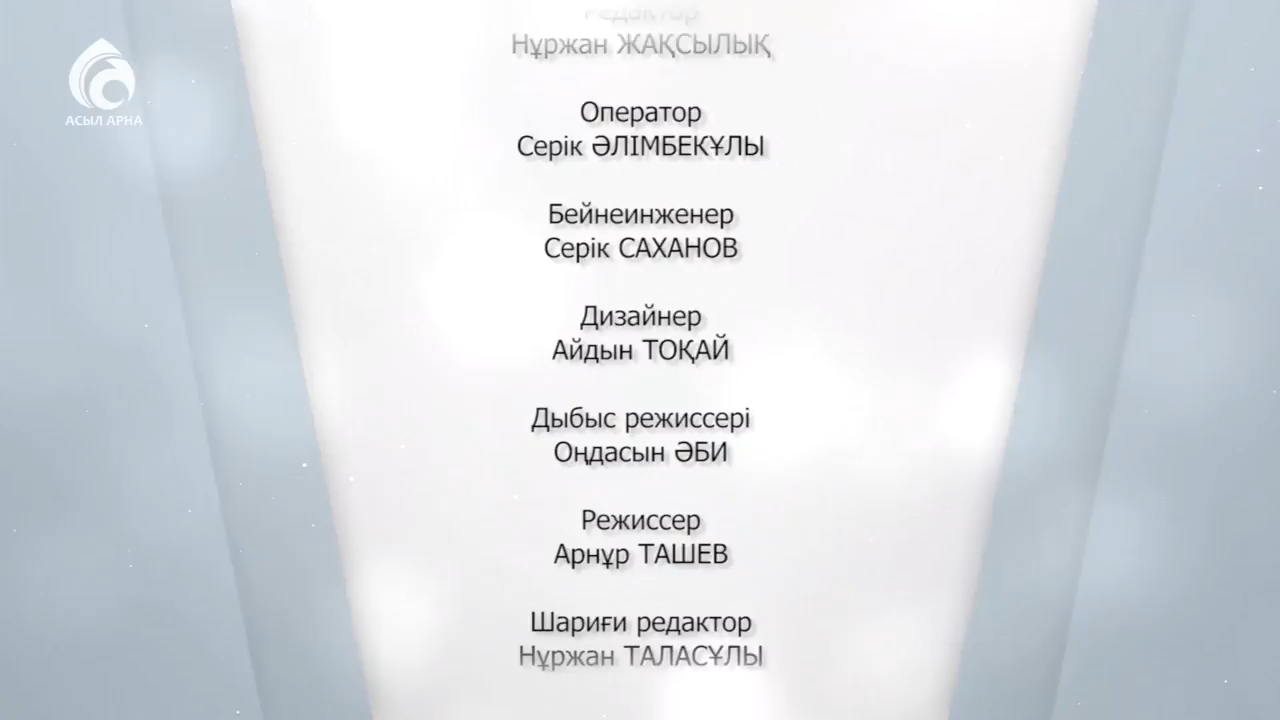 Редактор
Нұржан ЖАҚСЫЛЫҚ
АСЫЛ АРНА
Оператор
Серік ӘЛІМБЕКҰЛЫ
Бейнеинженер
Серік САХАНОВ
Дизайнер
Айдын ТОҚАЙ
Дыбыс режиссері
Оңдасын ӘБИ
Режиссер
Арнұр ТАШЕВ
Шариғи редактор
Нұржан ТАЛАСҰЛЫ